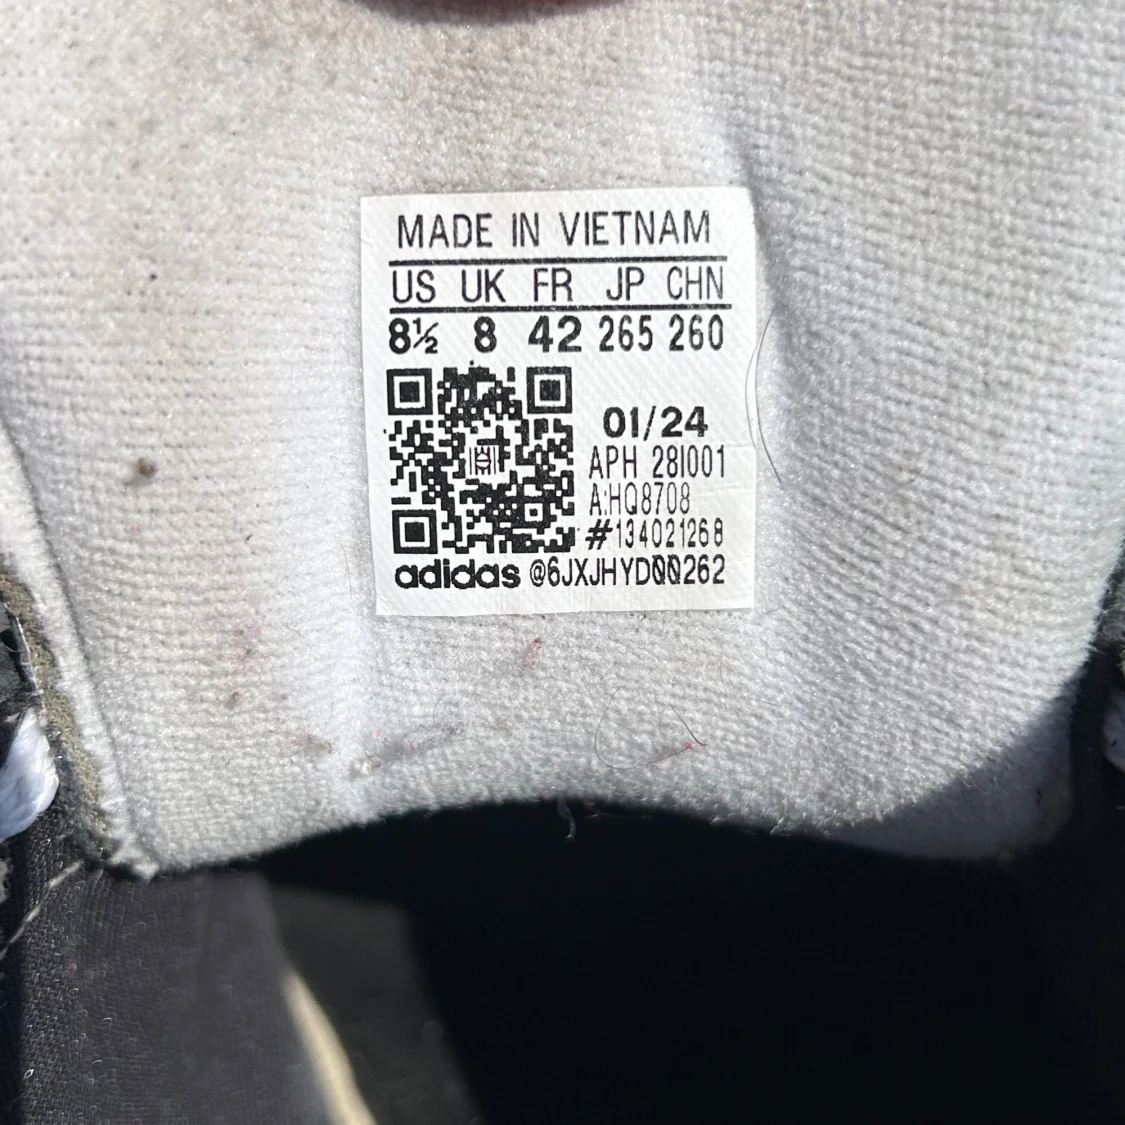 MADE IN VIETNAM
US UK FR JP CHN
8½ 8 42 265 260
01/24
APH 28I001
A:HQ8708
#134021268
adidas @6JXJHYD00262